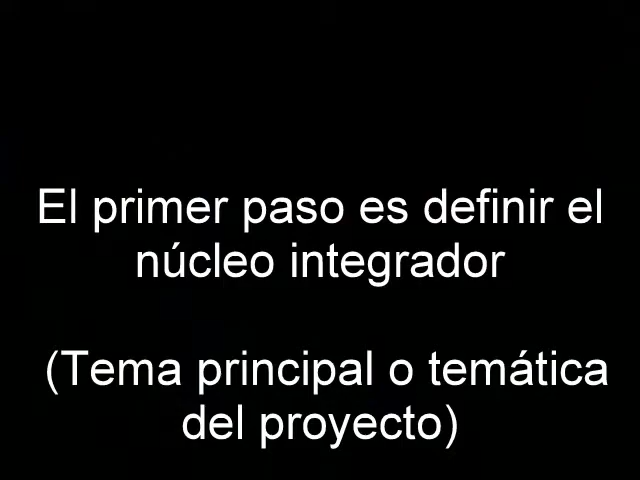 El primer paso es definir el
núcleo integrador
(Tema principal o temática
del proyecto)